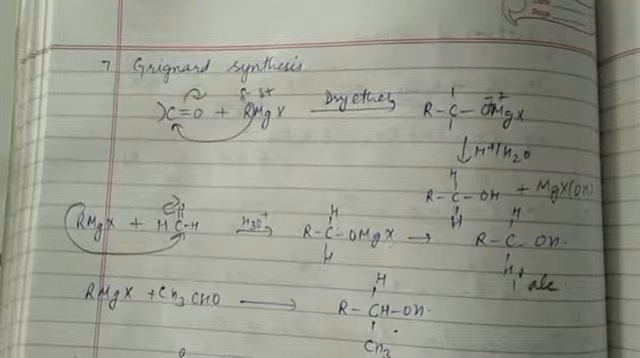 7 Grignard synthesis
δ- δ+
>C=O + RMgX Dry ether R-C-OMgX
- +
H+/H2O
H
R-C-OH + MgX(OH)
H
RMgX + H-C-H H3O+ R-C-OMgX → R-C-OH.
O H H
H H
1° alc
RMgX + CH3CHO → R-CH-OH.
H
CH3